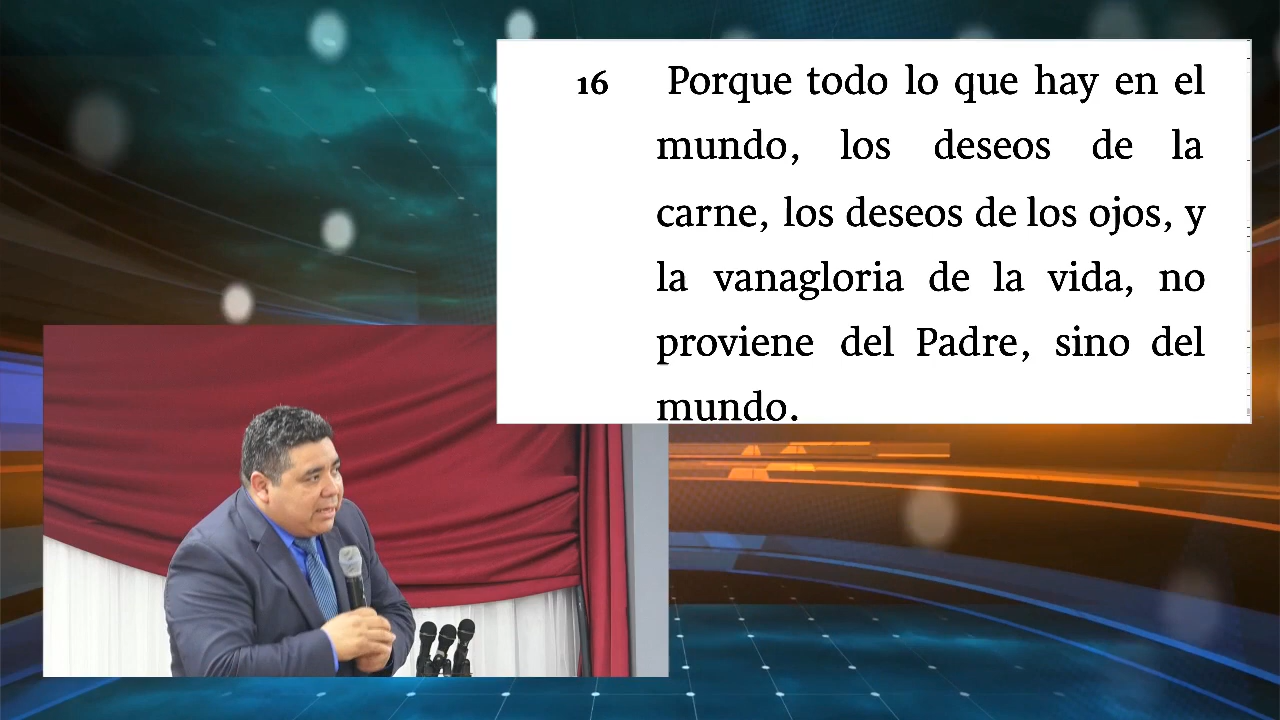 16 Porque todo lo que hay en el
mundo, los deseos de la
carne, los deseos de los ojos, y
la vanagloria de la vida, no
proviene del Padre, sino del
mundo.